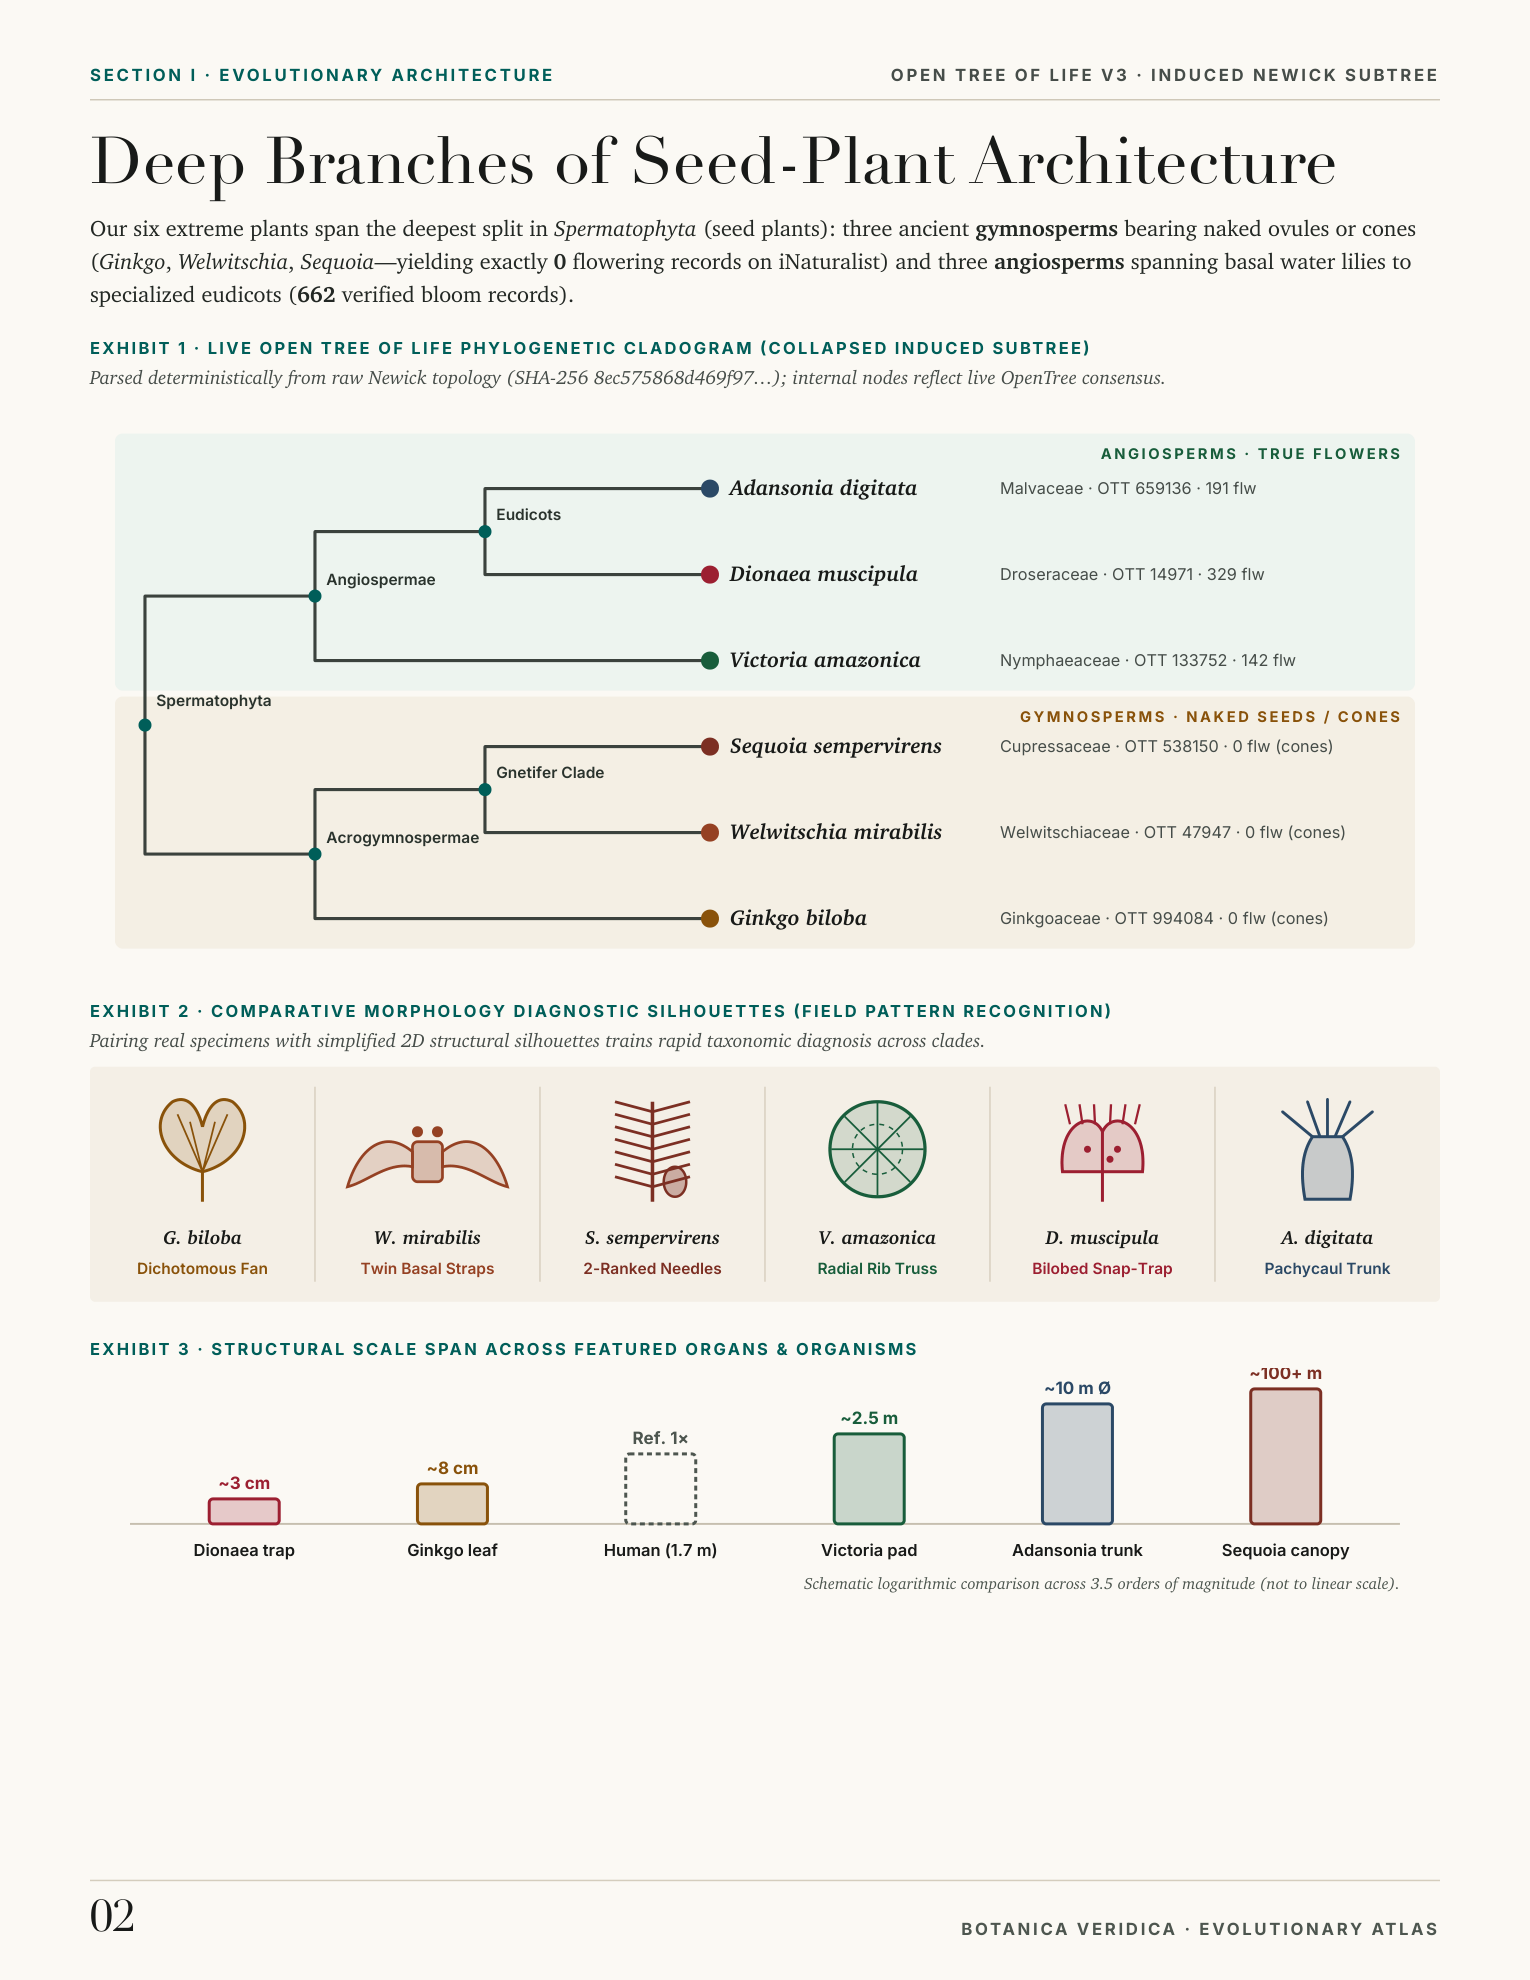 SECTION I · EVOLUTIONARY ARCHITECTURE
OPEN TREE OF LIFE V3 · INDUCED NEWICK SUBTREE
Deep Branches of Seed-Plant Architecture
Our six extreme plants span the deepest split in Spermatophyta (seed plants): three ancient gymnosperms bearing naked ovules or cones
(Ginkgo, Welwitschia, Sequoia—yielding exactly 0 flowering records on iNaturalist) and three angiosperms spanning basal water lilies to
specialized eudicots (662 verified bloom records).
EXHIBIT 1 · LIVE OPEN TREE OF LIFE PHYLOGENETIC CLADOGRAM (COLLAPSED INDUCED SUBTREE)
Parsed deterministically from raw Newick topology (SHA-256 8ec575868d469f97…); internal nodes reflect live OpenTree consensus.
ANGIOSPERMS · TRUE FLOWERS
Adansonia digitata
Malvaceae · OTT 659136 · 191 flw
Eudicots
Dionaea muscipula
Droseraceae · OTT 14971 · 329 flw
Angiospermae
Victoria amazonica
Nymphaeaceae · OTT 133752 · 142 flw
Spermatophyta
GYMNOSPERMS · NAKED SEEDS / CONES
Sequoia sempervirens
Cupressaceae · OTT 538150 · 0 flw (cones)
Gnetifer Clade
Welwitschia mirabilis
Welwitschiaceae · OTT 47947 · 0 flw (cones)
Acrogymnospermae
Ginkgo biloba
Ginkgoaceae · OTT 994084 · 0 flw (cones)
EXHIBIT 2 · COMPARATIVE MORPHOLOGY DIAGNOSTIC SILHOUETTES (FIELD PATTERN RECOGNITION)
Pairing real specimens with simplified 2D structural silhouettes trains rapid taxonomic diagnosis across clades.
G. biloba
Dichotomous Fan
W. mirabilis
Twin Basal Straps
S. sempervirens
2-Ranked Needles
V. amazonica
Radial Rib Truss
D. muscipula
Bilobed Snap-Trap
A. digitata
Pachycaul Trunk
EXHIBIT 3 · STRUCTURAL SCALE SPAN ACROSS FEATURED ORGANS & ORGANISMS
~3 cm
~8 cm
Ref. 1×
~2.5 m
~10 m Ø
~100+ m
Dionaea trap
Ginkgo leaf
Human (1.7 m)
Victoria pad
Adansonia trunk
Sequoia canopy
Schematic logarithmic comparison across 3.5 orders of magnitude (not to linear scale).
02
BOTANICA VERIDICA · EVOLUTIONARY ATLAS